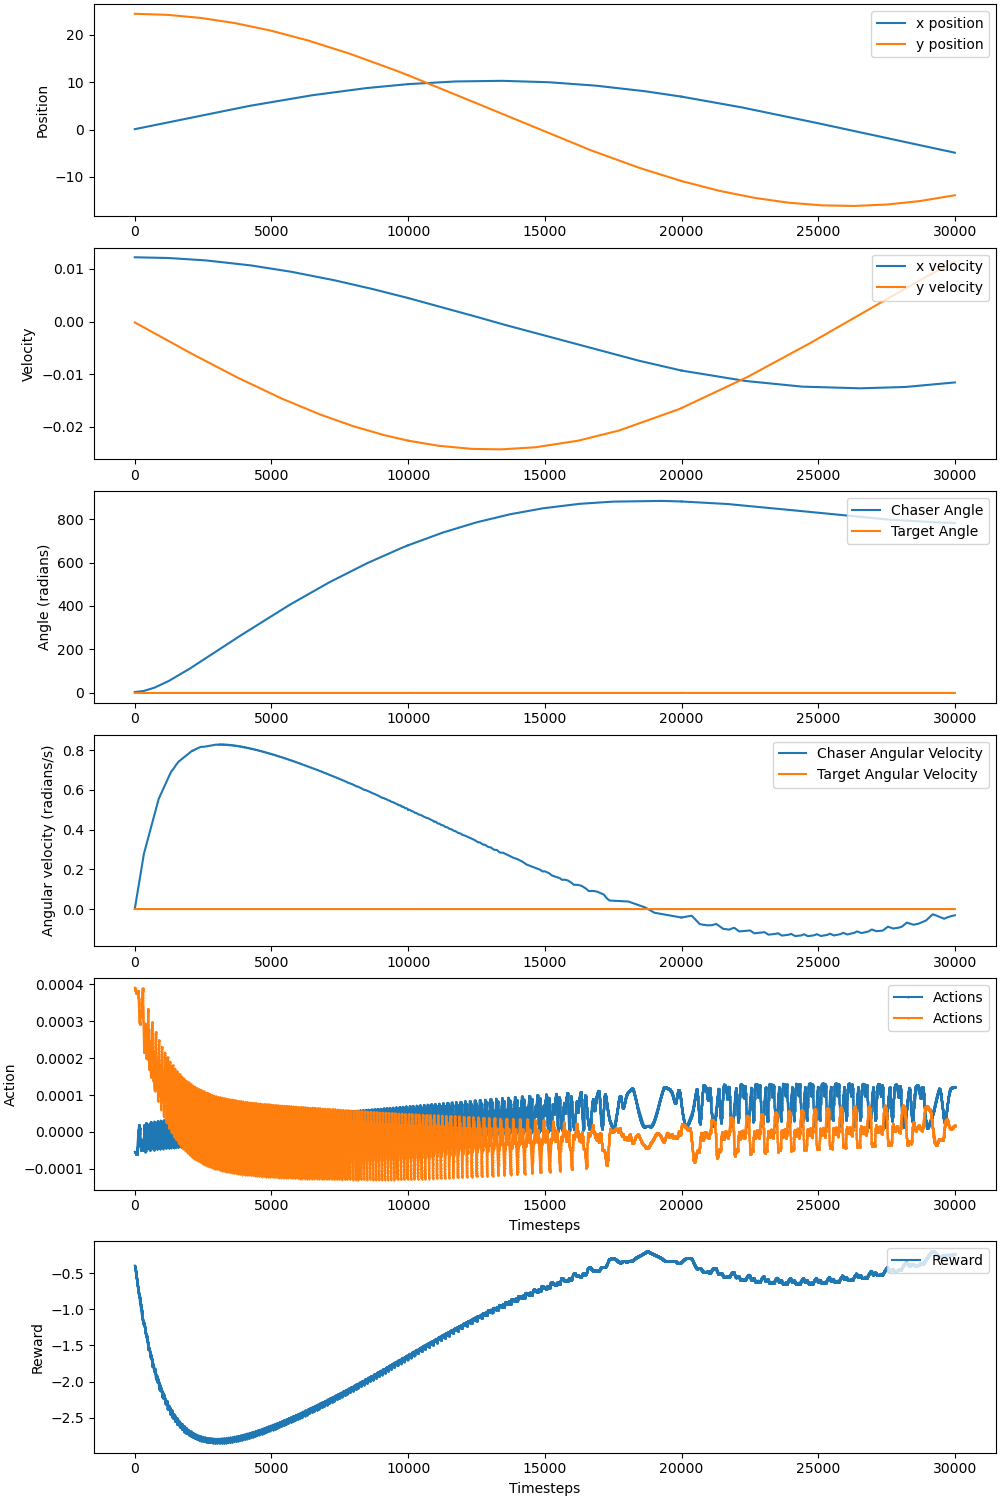 20
10
0
−10
Position
x position
y position
0 5000 10000 15000 20000 25000 30000
0.01
0.00
−0.01
−0.02
Velocity
x velocity
y velocity
0 5000 10000 15000 20000 25000 30000
800
600
400
200
0
Angle (radians)
Chaser Angle
Target Angle
0 5000 10000 15000 20000 25000 30000
0.8
0.6
0.4
0.2
0.0
Angular velocity (radians/s)
Chaser Angular Velocity
Target Angular Velocity
0 5000 10000 15000 20000 25000 30000
0.0004
0.0003
0.0002
0.0001
0.0000
−0.0001
Action
Actions
Actions
0 5000 10000 15000 20000 25000 30000
Timesteps
−0.5
−1.0
−1.5
−2.0
−2.5
Reward
Reward
0 5000 10000 15000 20000 25000 30000
Timesteps